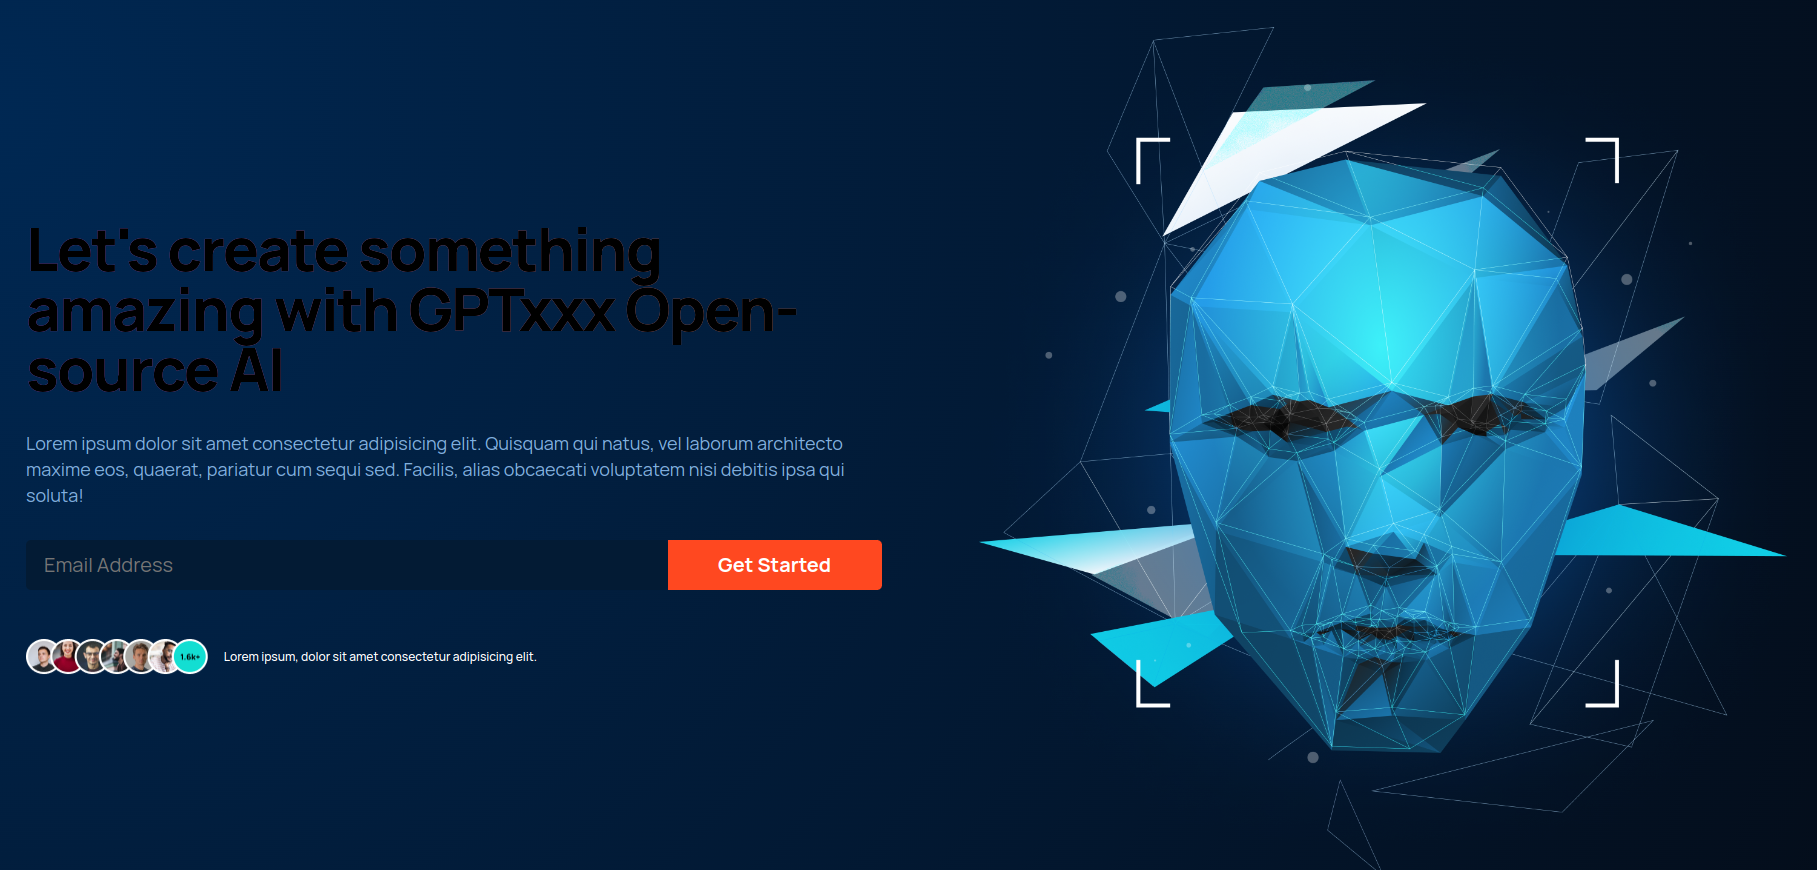 Let's create something
amazing with GPTxxx Open-
source AI
Lorem ipsum dolor sit amet consectetur adipisicing elit. Quisquam qui natus, vel laborum architecto
maxime eos, quaerat, pariatur cum sequi sed. Facilis, alias obcaecati voluptatem nisi debitis ipsa qui
soluta!
Email Address
Get Started
1.6k+
Lorem ipsum, dolor sit amet consectetur adipisicing elit.